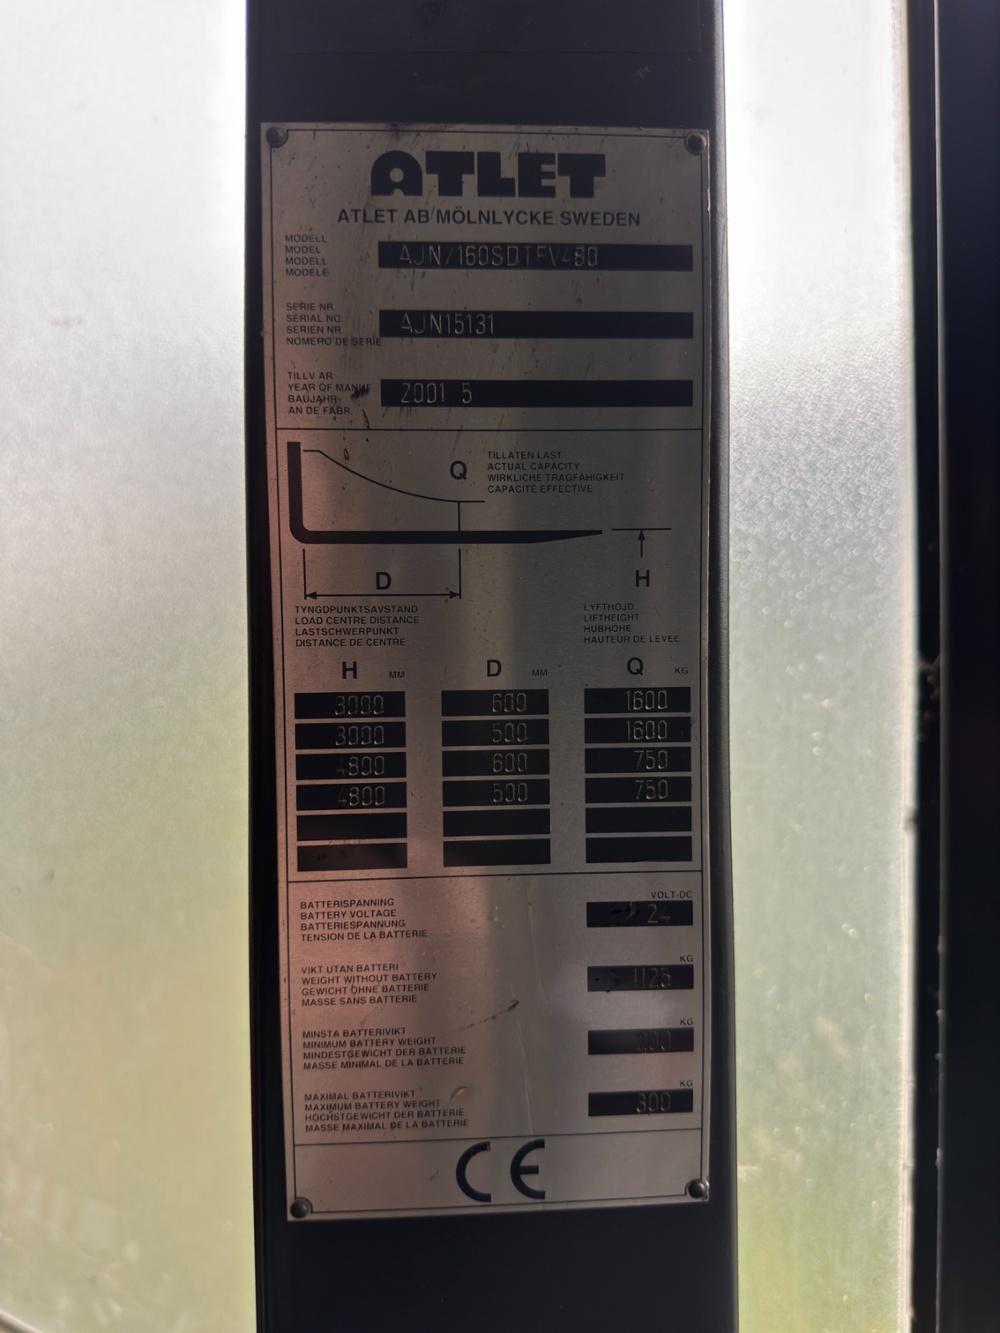 ATLET
ATLET AB MÖLNLYCKE SWEDEN
MODELL
MODEL
MODELL
MODELE
AJN/160SDTFV480
SERIE NR
SERIAL NO
SERIEN NR
NOMERO DE SERIE
AJN15131
TILLV AR
YEAR OF MANUF
BAUJAHR
AN DE FABR.
2001 5
Q
TILLATEN LAST
ACTUAL CAPACITY
WIRKLICHE TRAGFAHIGKEIT
CAPACITE EFFECTIVE
D
H
TYNGDPUNKTSAVSTAND
LOAD CENTRE DISTANCE
LASTSCHWERPUNKT
DISTANCE DE CENTRE
LYFTHOJD
LIFTHEIGHT
HUBHOHE
HAUTEUR DE LEVEE
H MM D MM Q KG
3000 600 1600
3000 500 1600
4800 600 750
4800 500 750
BATTERISPANNING
BATTERY VOLTAGE
BATTERIESPANNUNG
TENSION DE LA BATTERIE
VOLT-DC
24
VIKT UTAN BATTERI
WEIGHT WITHOUT BATTERY
GEWICHT OHNE BATTERIE
MASSE SANS BATTERIE
KG
1125
MINSTA BATTERIVIKT
MINIMUM BATTERY WEIGHT
MINDESTGEWICHT DER BATTERIE
MASSE MINIMAL DE LA BATTERIE
KG
MAXIMAL BATTERIVIKT
MAXIMUM BATTERY WEIGHT
HÖCHSTGEWICHT DER BATTERIE
MASSE MAXIMAL DE LA BATTERIE
KG
300
CE